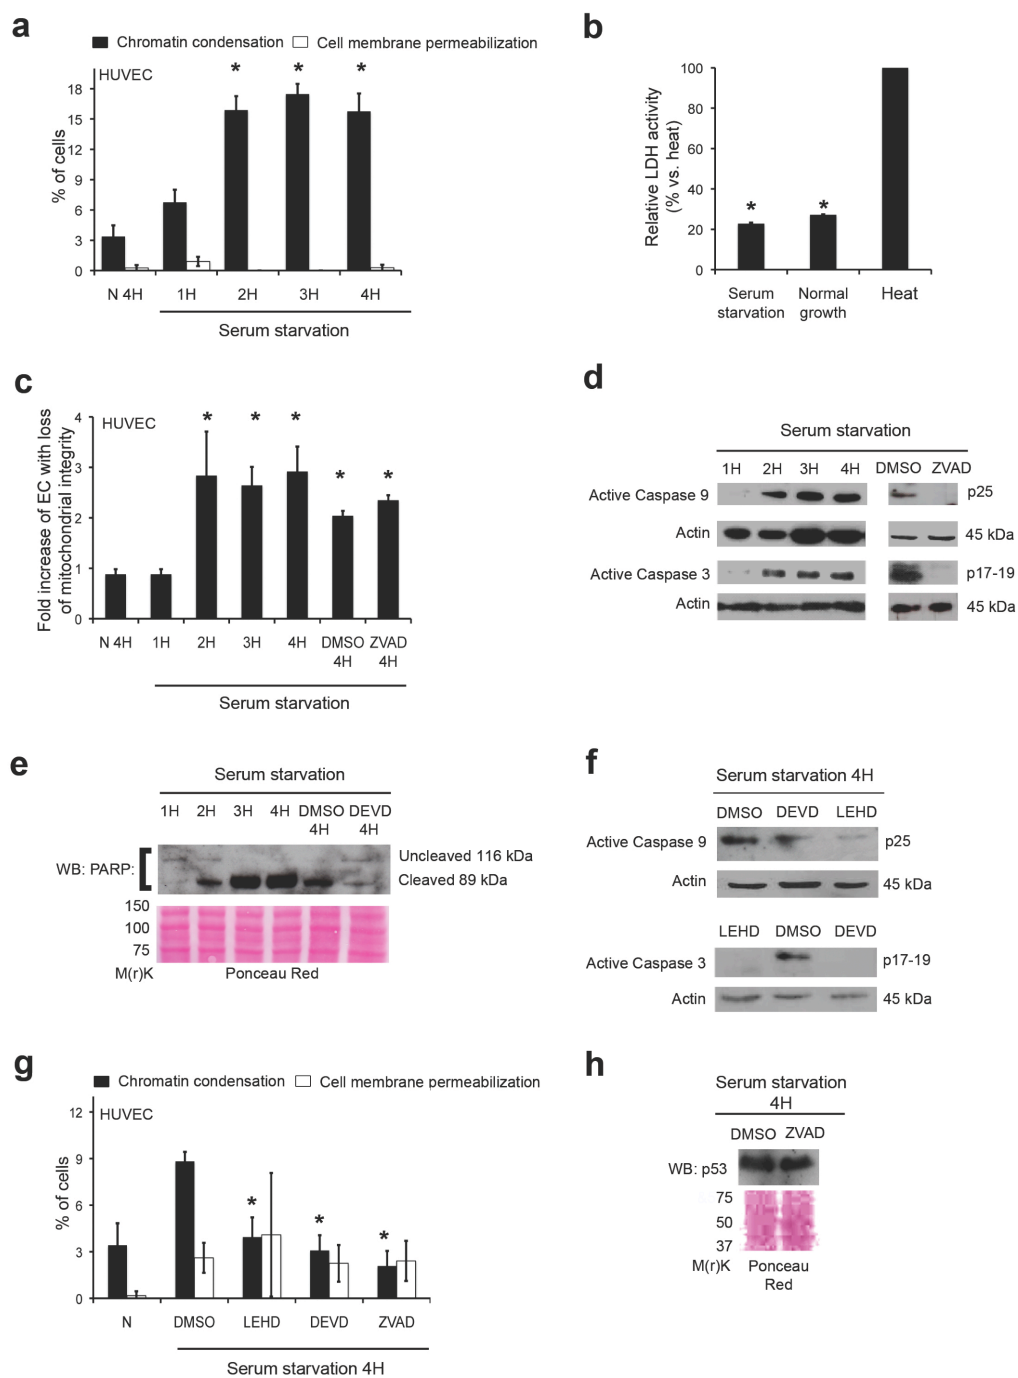 a
Chromatin condensation Cell membrane permeabilization
HUVEC
% of cells
18
15
12
9
6
3
0
* * *
N 4H 1H 2H 3H 4H
Serum starvation
b
Relative LDH activity
(% vs. heat)
100
80
60
40
20
0
* *
Serum
starvation
Normal
growth
Heat
c
Fold increase of EC with loss
of mitochondrial integrity
HUVEC
4
3
2
1
0
* * * * *
N 4H 1H 2H 3H 4H DMSO ZVAD
4H 4H
Serum starvation
d
Serum starvation
1H 2H 3H 4H DMSO ZVAD
Active Caspase 9 p25
Actin 45 kDa
Active Caspase 3 p17-19
Actin 45 kDa
e
Serum starvation
1H 2H 3H 4H DMSO DEVD
4H 4H
WB: PARP:
Uncleaved 116 kDa
Cleaved 89 kDa
150
100
75
M(r)K Ponceau Red
f
Serum starvation 4H
DMSO DEVD LEHD
Active Caspase 9 p25
Actin 45 kDa
LEHD DMSO DEVD
Active Caspase 3 p17-19
Actin 45 kDa
g
Chromatin condensation Cell membrane permeabilization
HUVEC
% of cells
12
9
6
3
0
* * *
N DMSO LEHD DEVD ZVAD
Serum starvation 4H
h
Serum starvation
4H
DMSO ZVAD
WB: p53
75
50
37
M(r)K Ponceau
Red